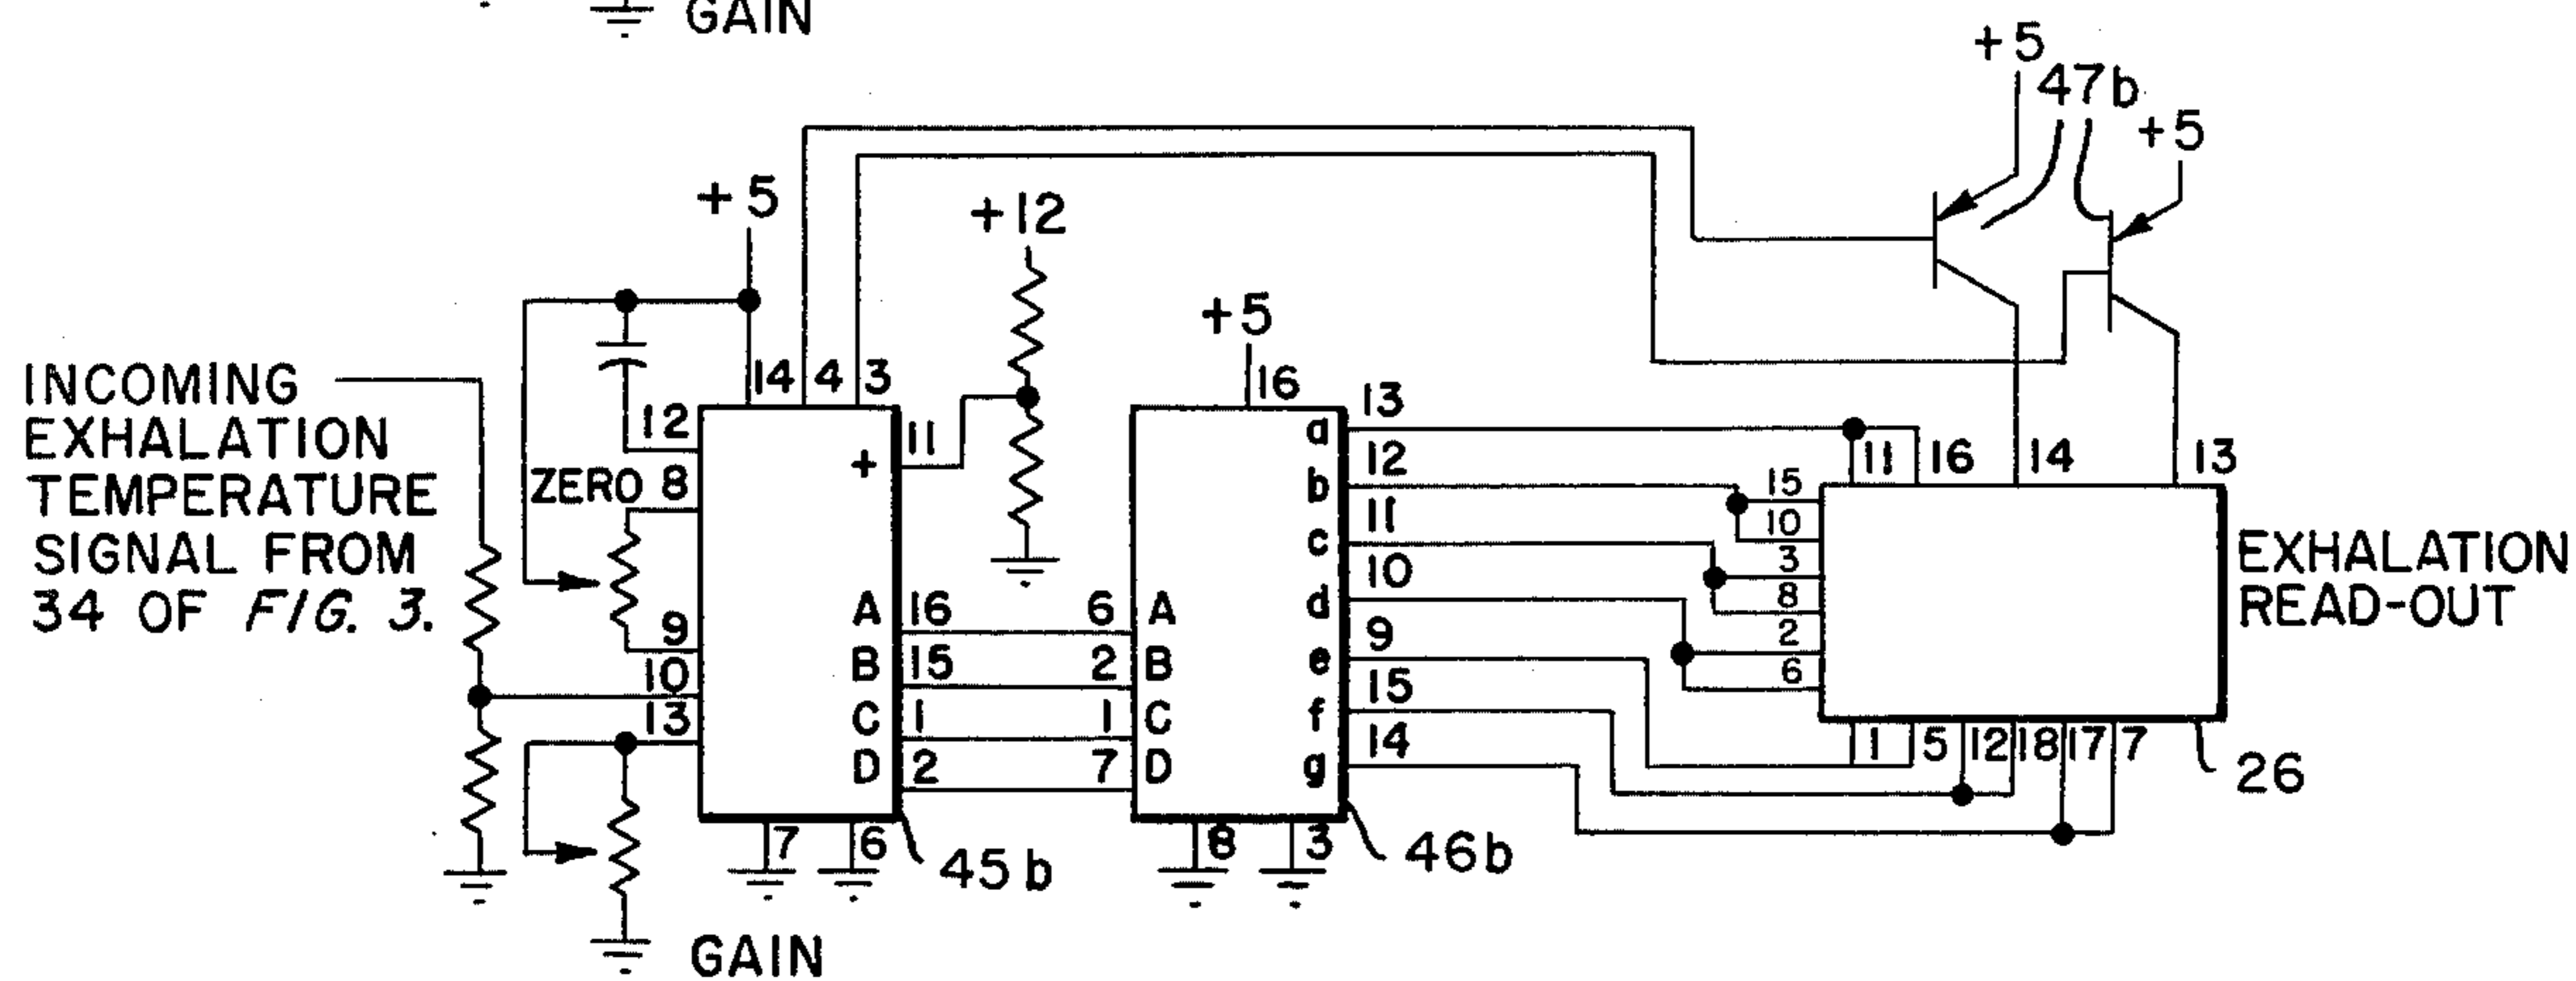 GAIN
+5
47b
+5
+5
+12
+5
14 4 3
16
13
INCOMING
EXHALATION
TEMPERATURE
SIGNAL FROM
34 OF FIG. 3.
12
11
+
a
12
11 16 14 13
ZERO 8
b
15
11
10
c
3
EXHALATION
READ-OUT
10
8
d
2
9
A 16
6 A
9
e
6
10
B 15
2 B
15
13
C 1
1 C
f
14
D 2
7 D
g
1 5 12 18 17 7
26
7 6
45b
8 3
46b
GAIN